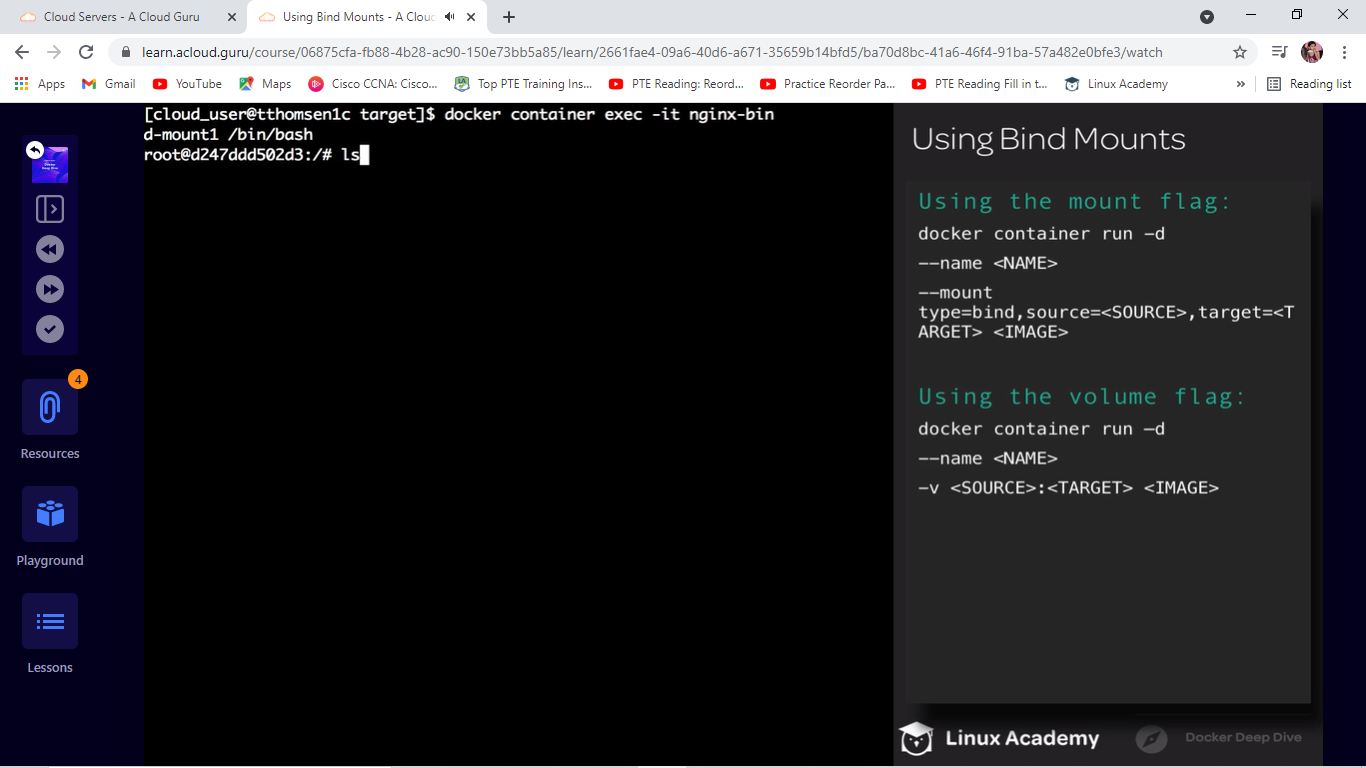 Cloud Servers - A Cloud Guru
Using Bind Mounts - A Clou
learn.acloud.guru/course/06875cfa-fb88-4b28-ac90-150e73bb5a85/learn/2661fae4-09a6-40d6-a671-35659b14bfd5/ba70d8bc-41a6-46f4-91ba-57a482e0bfe3/watch
Apps Gmail YouTube Maps Cisco CCNA: Cisco... Top PTE Training Ins... PTE Reading: Reord... Practice Reorder Pa... PTE Reading Fill in t... Linux Academy » Reading list
[cloud_user@tthomsen1c target]$ docker container exec -it nginx-bin
d-mount1 /bin/bash
root@d247ddd502d3:/# ls
4
Resources
Playground
Lessons
Using Bind Mounts
Using the mount flag:
docker container run -d
--name <NAME>
--mount
type=bind,source=<SOURCE>,target=<T
ARGET> <IMAGE>
Using the volume flag:
docker container run -d
--name <NAME>
-v <SOURCE>:<TARGET> <IMAGE>
Linux Academy
Docker Deep Dive